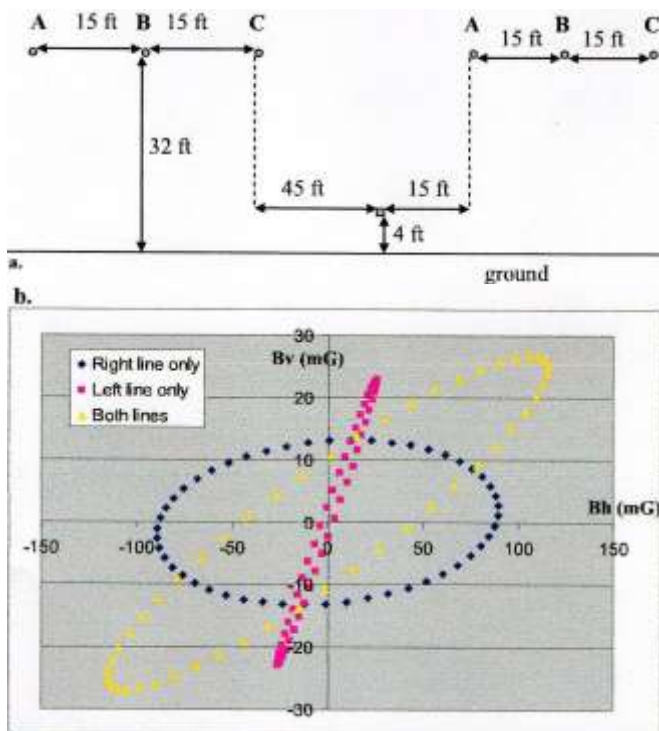 A 15 ft B 15 ft C
A B C
15 ft 15 ft
32 ft
45 ft 15 ft
4 ft
a.
ground
b.
30
Right line only
Left line only
Both lines
Bv (mG)
20
10
Bh (mG)
0
-150 -100 -50 0 50 100 150
-10
-20
-30